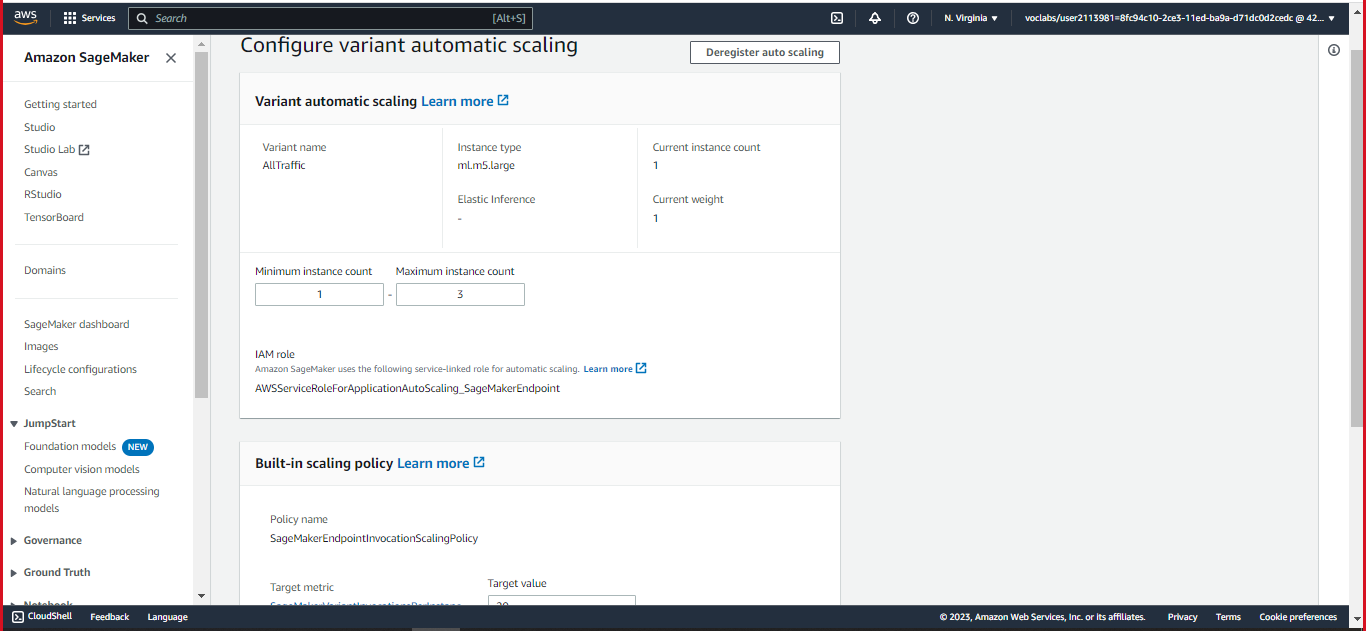 aws
Services
Search
[Alt+S]
N. Virginia
voclabs/user2113981=8fc94c10-2ce3-11ed-ba9a-d71dc0d2cedc @ 42...
Amazon SageMaker
Getting started
Studio
Studio Lab
Canvas
RStudio
TensorBoard
Domains
SageMaker dashboard
Images
Lifecycle configurations
Search
JumpStart
Foundation models NEW
Computer vision models
Natural language processing
models
Governance
Ground Truth
Notebook
Configure variant automatic scaling
Deregister auto scaling
Variant automatic scaling Learn more
Variant name
AllTraffic
Instance type
ml.m5.large
Elastic Inference
-
Current instance count
1
Current weight
1
Minimum instance count
Maximum instance count
1 - 3
IAM role
Amazon SageMaker uses the following service-linked role for automatic scaling. Learn more
AWSServiceRoleForApplicationAutoScaling_SageMakerEndpoint
Built-in scaling policy Learn more
Policy name
SageMakerEndpointInvocationScalingPolicy
Target metric
Target value
CloudShell
Feedback
Language
© 2023, Amazon Web Services, Inc. or its affiliates.
Privacy
Terms
Cookie preferences